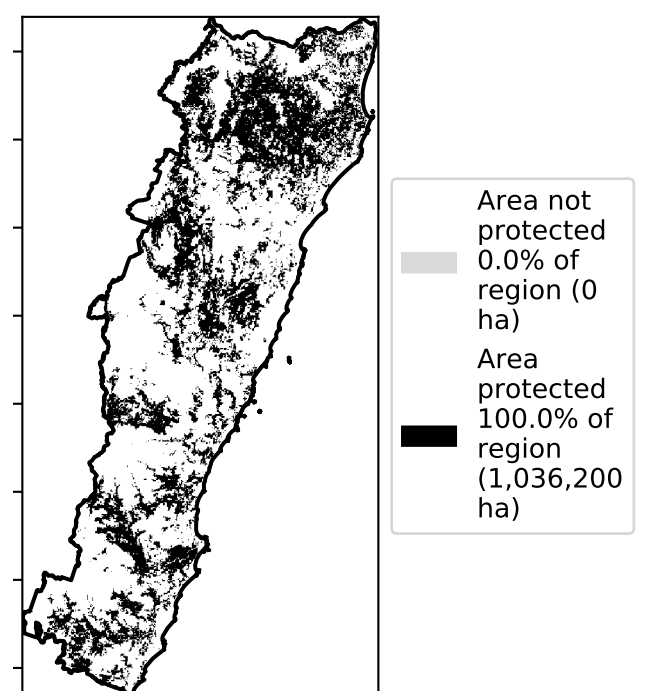 Area not
protected
0.0% of
region (0
ha)
Area
protected
100.0% of
region
(1,036,200
ha)